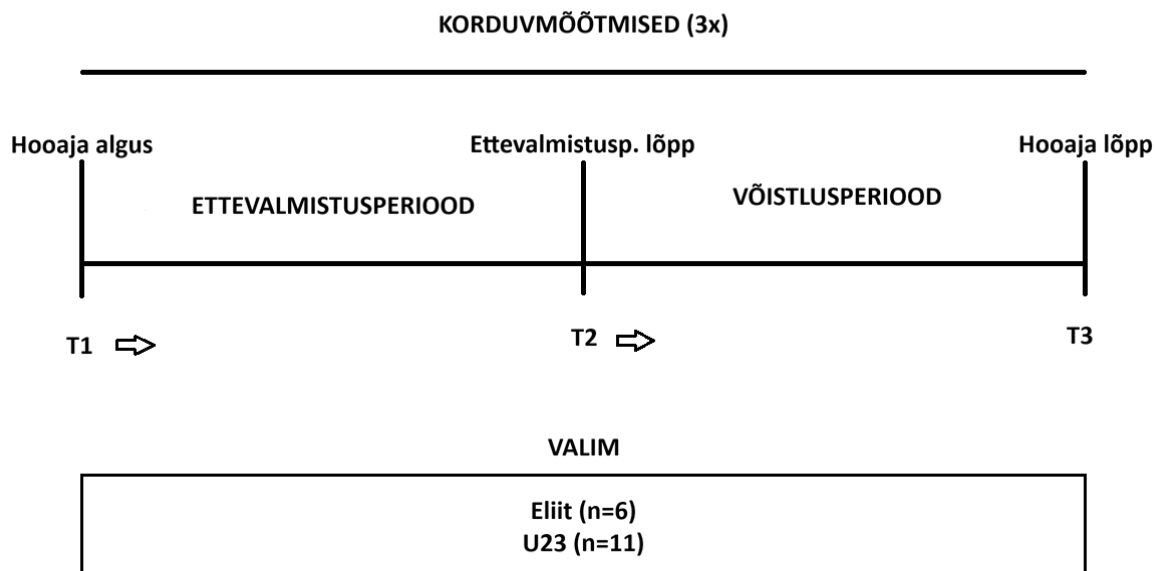 KORDUVMÕÕTMISED (3x)
Hooaja algus
Ettevalmistusp. lõpp
Hooaja lõpp
ETTEVALMISTUSPERIOOD
VÕISTLUSPERIOOD
T1
T2
T3
VALIM
Eliit (n=6)
U23 (n=11)